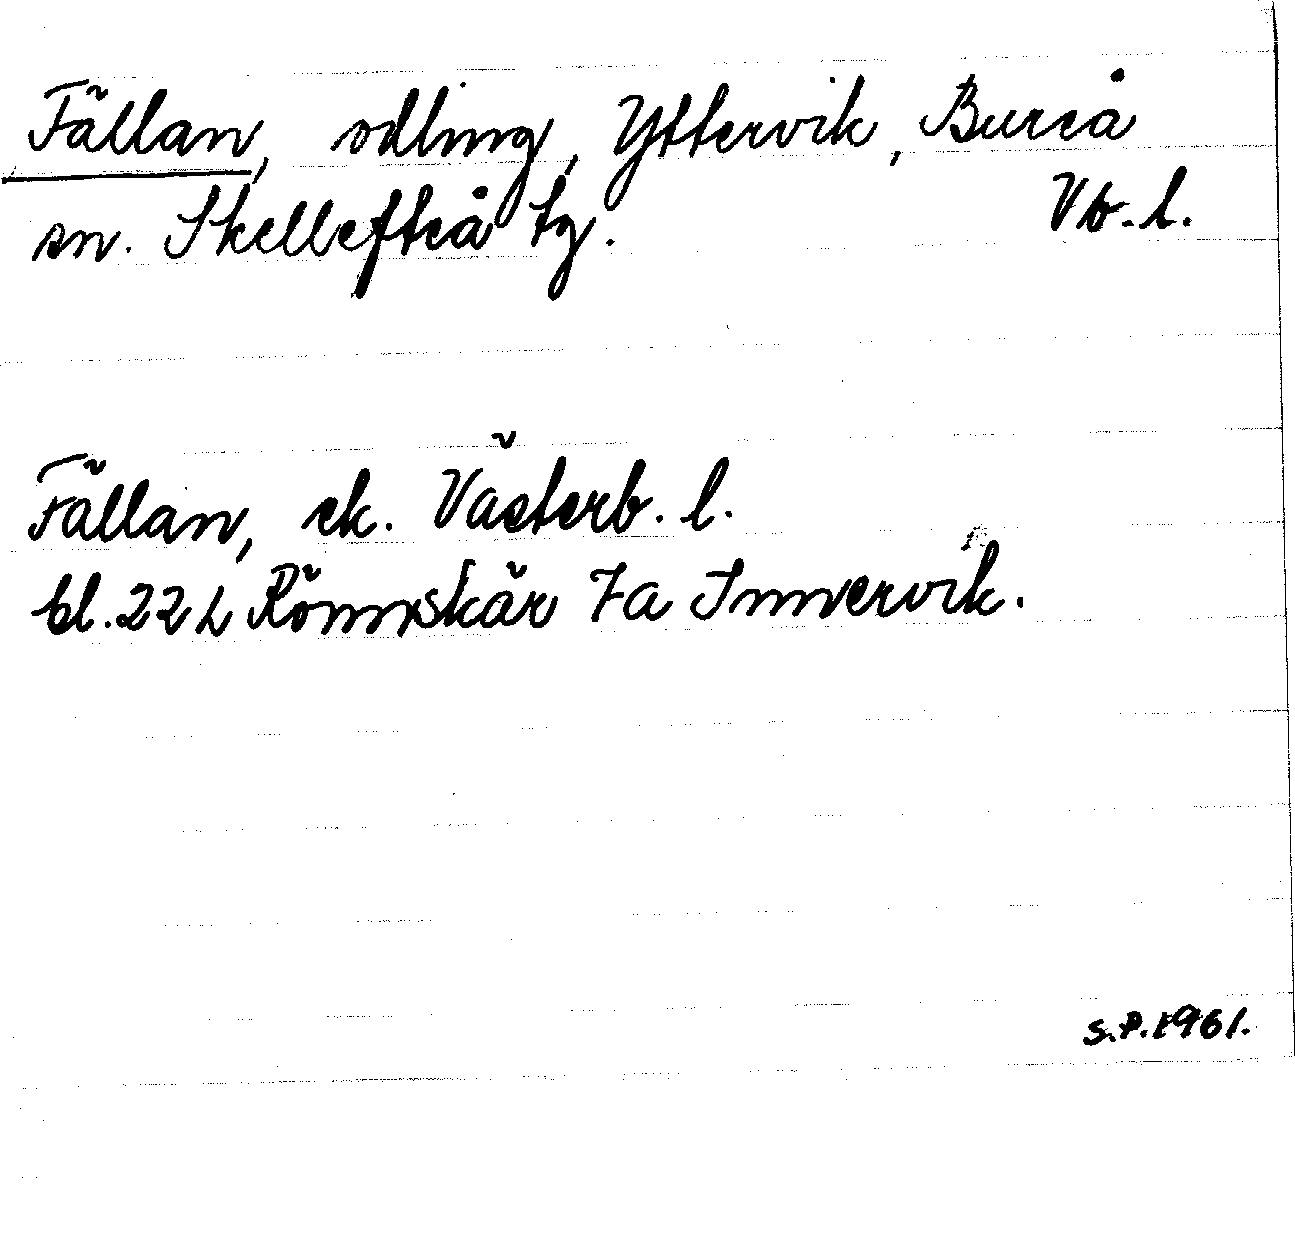 Fällan, odling, Yttervik, Bureå
sn. Skellefteå tg. Vb. l.
Fällan, ek. Västerb. l.
bl. 22 L Rönnskär 7a Innervik.
S.P. 1961.